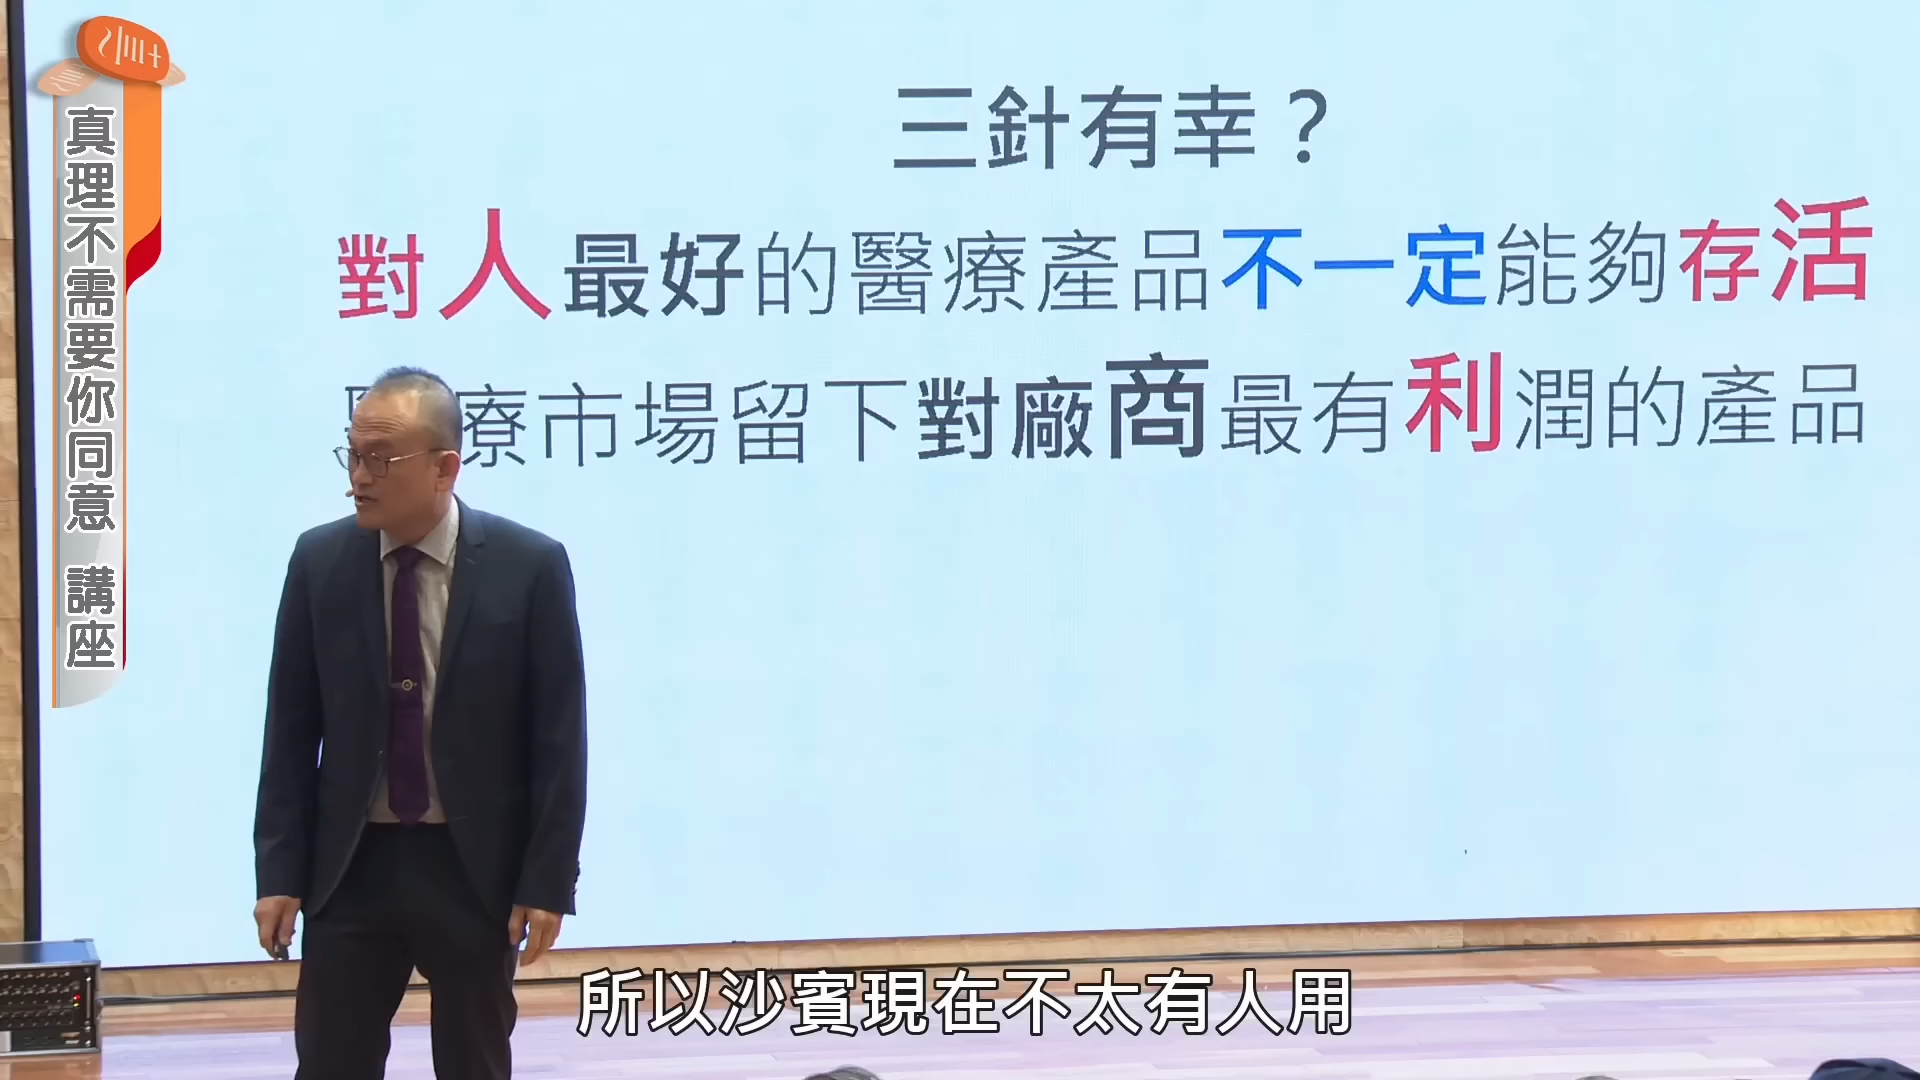 真理不需要你同意 講座
三針有幸？
對人最好的醫療產品不一定能夠存活
療市場留下對廠商最有利潤的產品
所以沙賓現在不太有人用